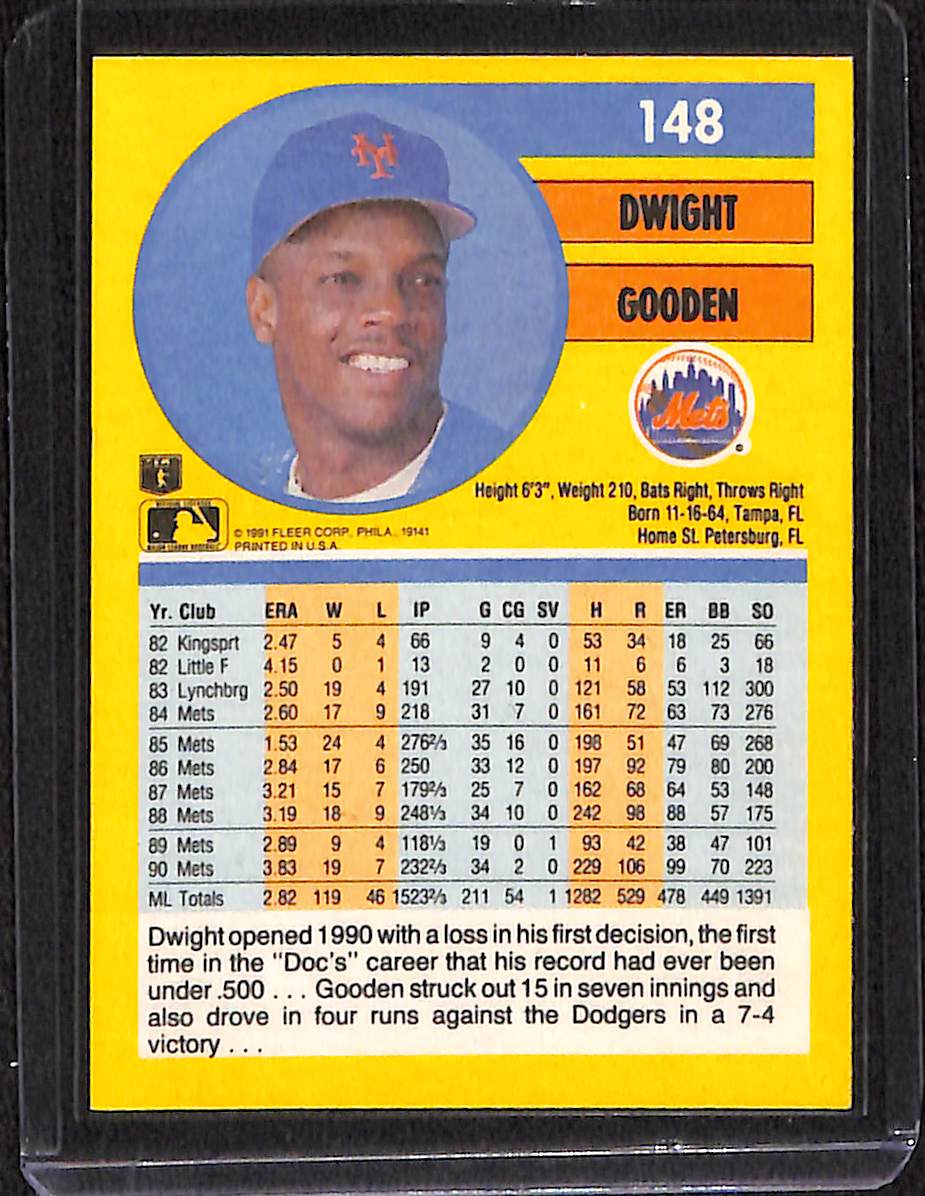 148
DWIGHT
GOODEN
Mets
Height 6'3", Weight 210, Bats Right, Throws Right
Born 11-16-64, Tampa, FL
Home St. Petersburg, FL
© 1991 FLEER CORP., PHILA., 19141
PRINTED IN U.S.A.
Yr. Club ERA W L IP G CG SV H R ER BB SO
82 Kingsprt 2.47 5 4 66 9 4 0 53 34 18 25 66
82 Little F 4.15 0 1 13 2 0 0 11 6 6 3 18
83 Lynchbrg 2.50 19 4 191 27 10 0 121 58 53 112 300
84 Mets 2.60 17 9 218 31 7 0 161 72 63 73 276
85 Mets 1.53 24 4 276⅔ 35 16 0 198 51 47 69 268
86 Mets 2.84 17 6 250 33 12 0 197 92 79 80 200
87 Mets 3.21 15 7 179⅔ 25 7 0 162 68 64 53 148
88 Mets 3.19 18 9 248⅓ 34 10 0 242 98 88 57 175
89 Mets 2.89 9 4 118⅓ 19 0 1 93 42 38 47 101
90 Mets 3.83 19 7 232⅔ 34 2 0 229 106 99 70 223
ML Totals 2.82 119 46 1523⅔ 211 54 1 1282 529 478 449 1391
Dwight opened 1990 with a loss in his first decision, the first
time in the "Doc's" career that his record had ever been
under .500 . . . Gooden struck out 15 in seven innings and
also drove in four runs against the Dodgers in a 7-4
victory . . .